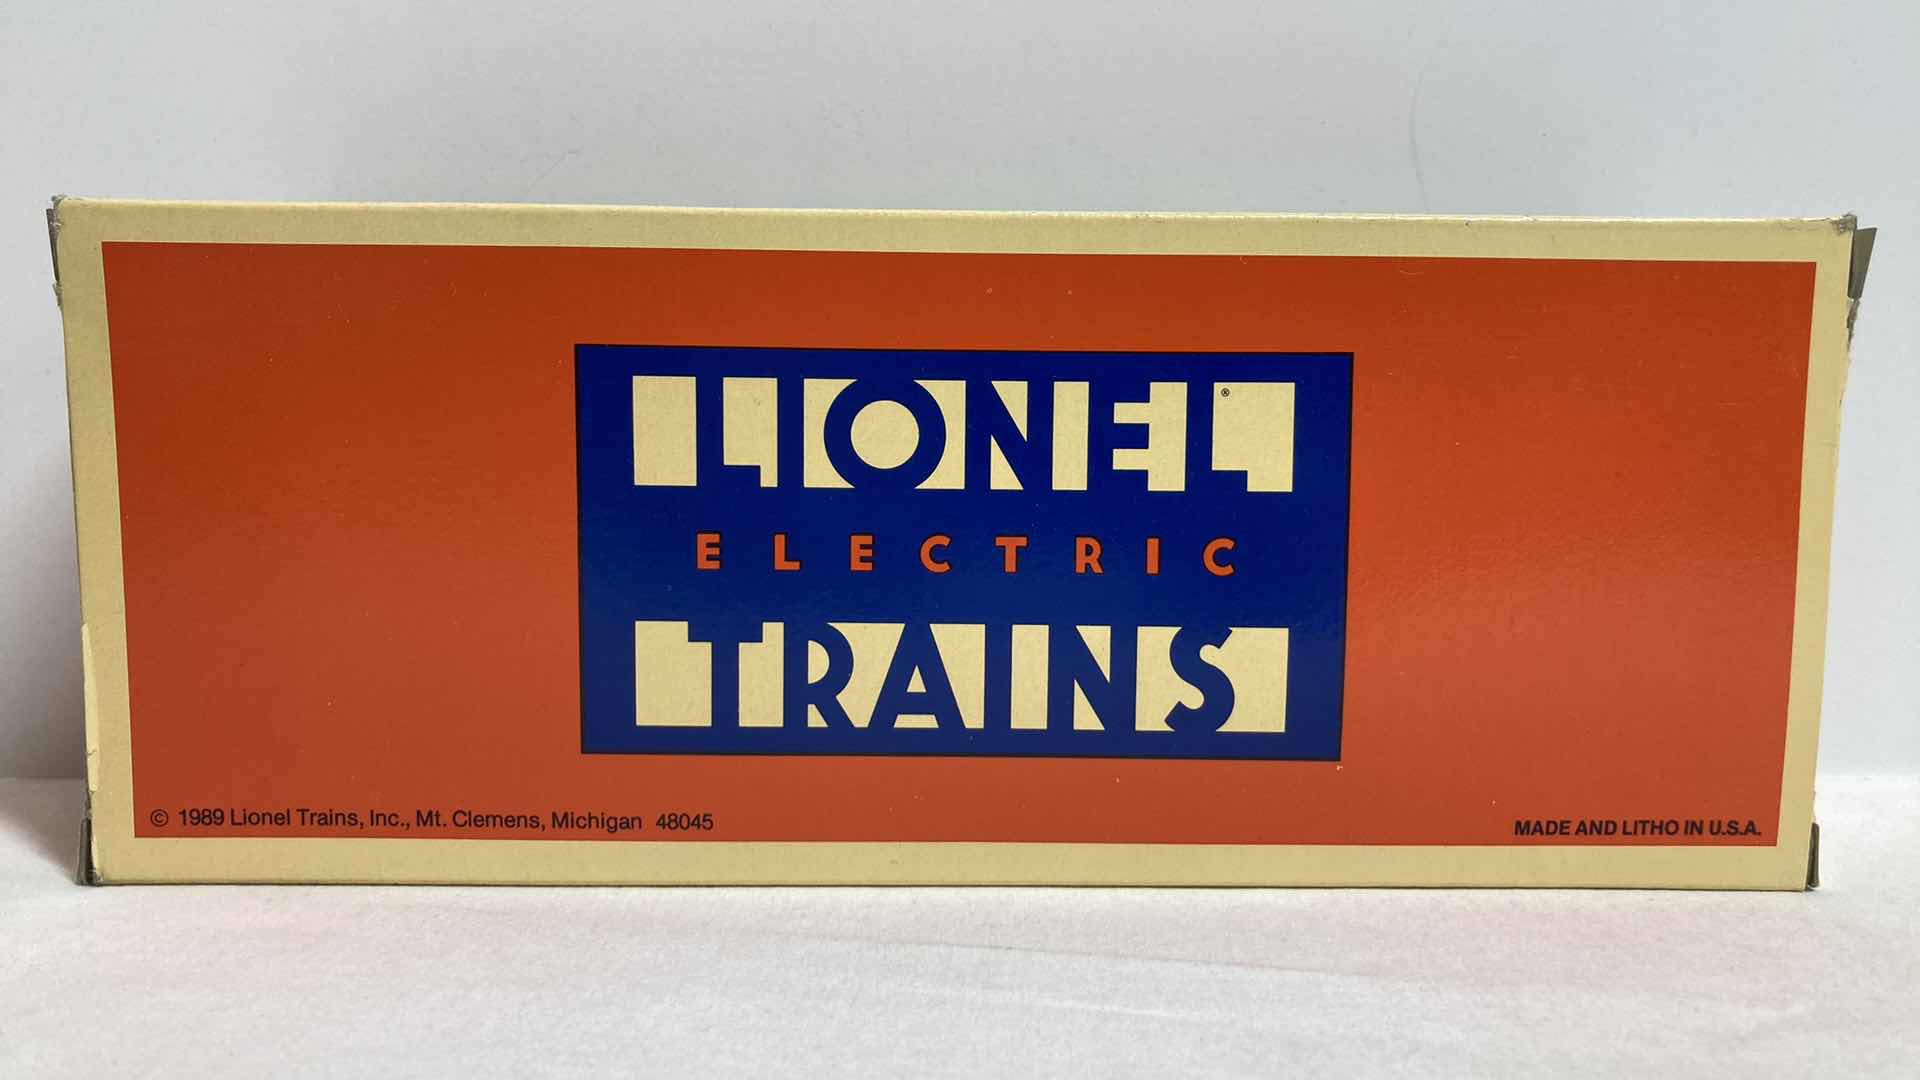 LIONEL®
ELECTRIC
TRAINS
© 1989 Lionel Trains, Inc., Mt. Clemens, Michigan 48045
MADE AND LITHO IN U.S.A.